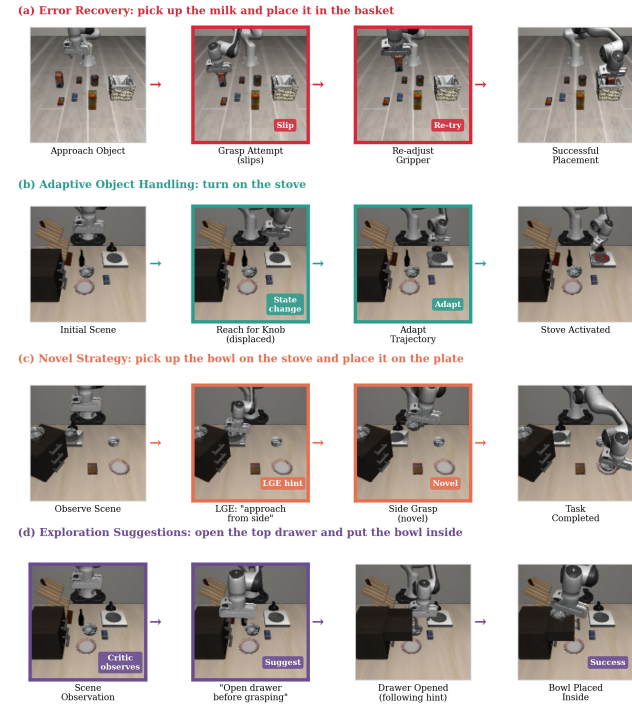 (a) Error Recovery: pick up the milk and place it in the basket
Slip
Re-try
Approach Object
Grasp Attempt
(slips)
Re-adjust
Gripper
Successful
Placement
(b) Adaptive Object Handling: turn on the stove
State
change
Adapt
Initial Scene
Reach for Knob
(displaced)
Adapt
Trajectory
Stove Activated
(c) Novel Strategy: pick up the bowl on the stove and place it on the plate
LGE hint
Novel
Observe Scene
LGE: "approach
from side"
Side Grasp
(novel)
Task
Completed
(d) Exploration Suggestions: open the top drawer and put the bowl inside
Critic
observes
Suggest
Success
Scene
Observation
"Open drawer
before grasping"
Drawer Opened
(following hint)
Bowl Placed
Inside